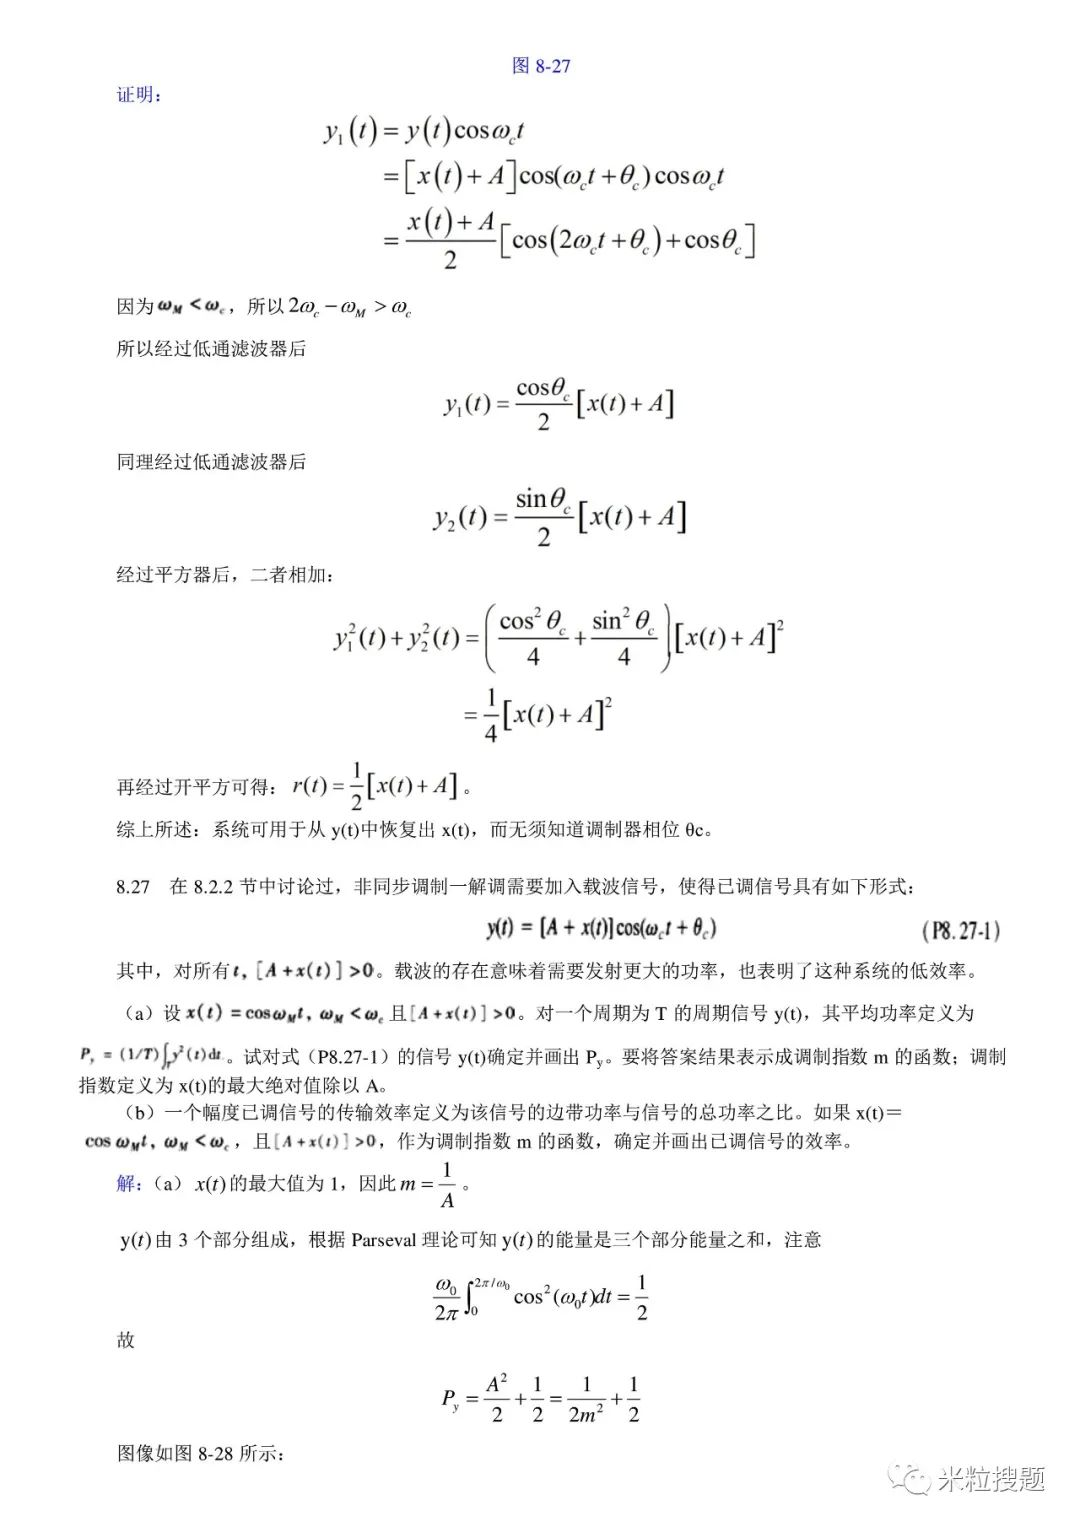 图 8-27
证明：
y₁(t) = y(t)cosω_c t
= [x(t) + A]cos(ω_c t + θ_c)cosω_c t
= (x(t) + A)/2 [cos(2ω_c t + θ_c) + cosθ_c]
因为 ω_M < ω_c，所以 2ω_c − ω_M > ω_c
所以经过低通滤波器后
y₁(t) = cosθ_c/2 [x(t) + A]
同理经过低通滤波器后
y₂(t) = sinθ_c/2 [x(t) + A]
经过平方器后，二者相加：
y₁²(t) + y₂²(t) = (cos²θ_c/4 + sin²θ_c/4)[x(t) + A]²
= 1/4 [x(t) + A]²
再经过开平方可得：r(t) = 1/2 [x(t) + A]。
综上所述：系统可用于从 y(t)中恢复出 x(t)，而无须知道调制器相位 θc。
8.27 在 8.2.2 节中讨论过，非同步调制一解调需要加入载波信号，使得已调信号具有如下形式：
y(t) = [A + x(t)]cos(ω_c t + θ_c) (P8.27-1)
其中，对所有 t，[A + x(t)] > 0。载波的存在意味着需要发射更大的功率，也表明了这种系统的低效率。
（a）设 x(t) = cosω_M t，ω_M < ω_c 且[A + x(t)] > 0。对一个周期为 T 的周期信号 y(t)，其平均功率定义为
P_y = (1/T)∫_T y²(t)dt。试对式（P8.27-1）的信号 y(t)确定并画出 P_y。要将答案结果表示成调制指数 m 的函数；调制
指数定义为 x(t)的最大绝对值除以 A。
（b）一个幅度已调信号的传输效率定义为该信号的边带功率与信号的总功率之比。如果 x(t)＝
cos ω_M t，ω_M < ω_c，且[A + x(t)] > 0，作为调制指数 m 的函数，确定并画出已调信号的效率。
解：（a）x(t)的最大值为 1，因此 m = 1/A。
y(t)由 3 个部分组成，根据 Parseval 理论可知 y(t)的能量是三个部分能量之和，注意
ω₀/2π ∫₀^(2π/ω₀) cos²(ω₀t)dt = 1/2
故
P_y = A²/2 + 1/2 = 1/2m² + 1/2
图像如图 8-28 所示：
米粒搜题